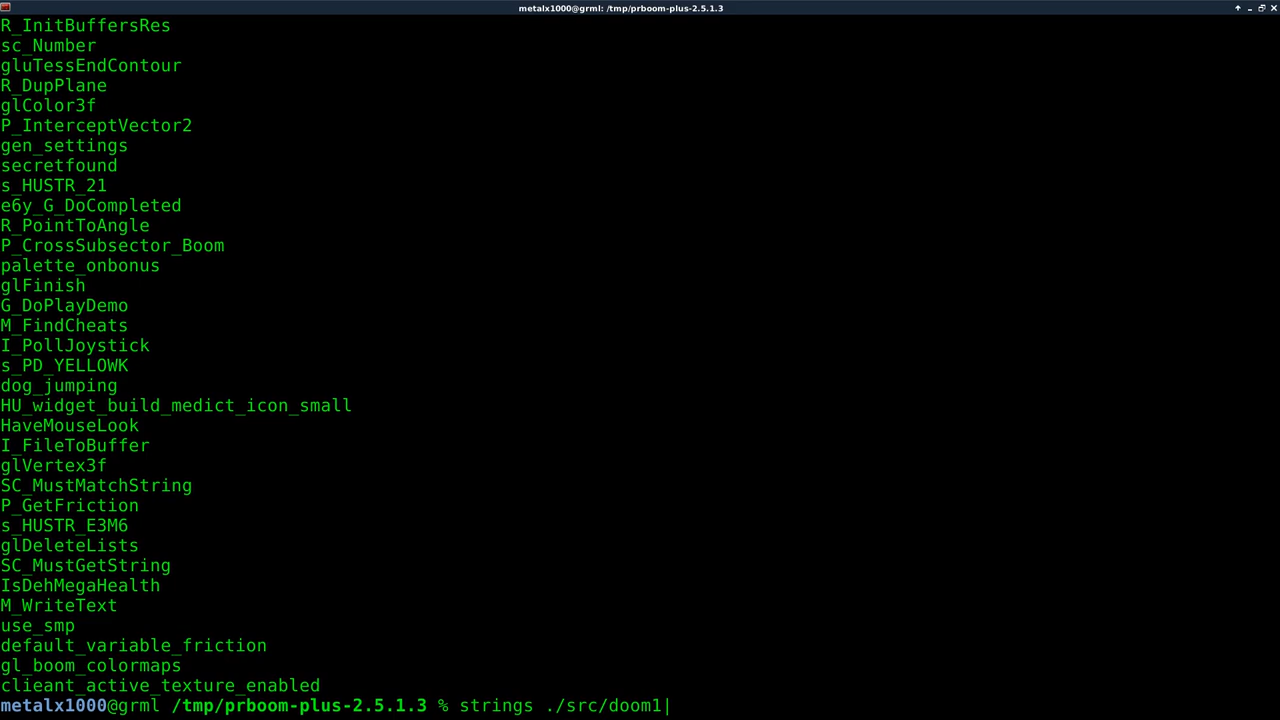 metalx1000@grml: /tmp/prboom-plus-2.5.1.3
R_InitBuffersRes
sc_Number
gluTessEndContour
R_DupPlane
glColor3f
P_InterceptVector2
gen_settings
secretfound
s_HUSTR_21
e6y_G_DoCompleted
R_PointToAngle
P_CrossSubsector_Boom
palette_onbonus
glFinish
G_DoPlayDemo
M_FindCheats
I_PollJoystick
s_PD_YELLOWK
dog_jumping
HU_widget_build_medict_icon_small
HaveMouseLook
I_FileToBuffer
glVertex3f
SC_MustMatchString
P_GetFriction
s_HUSTR_E3M6
glDeleteLists
SC_MustGetString
IsDehMegaHealth
M_WriteText
use_smp
default_variable_friction
gl_boom_colormaps
clieant_active_texture_enabled
metalx1000@grml /tmp/prboom-plus-2.5.1.3 % strings ./src/doom1|